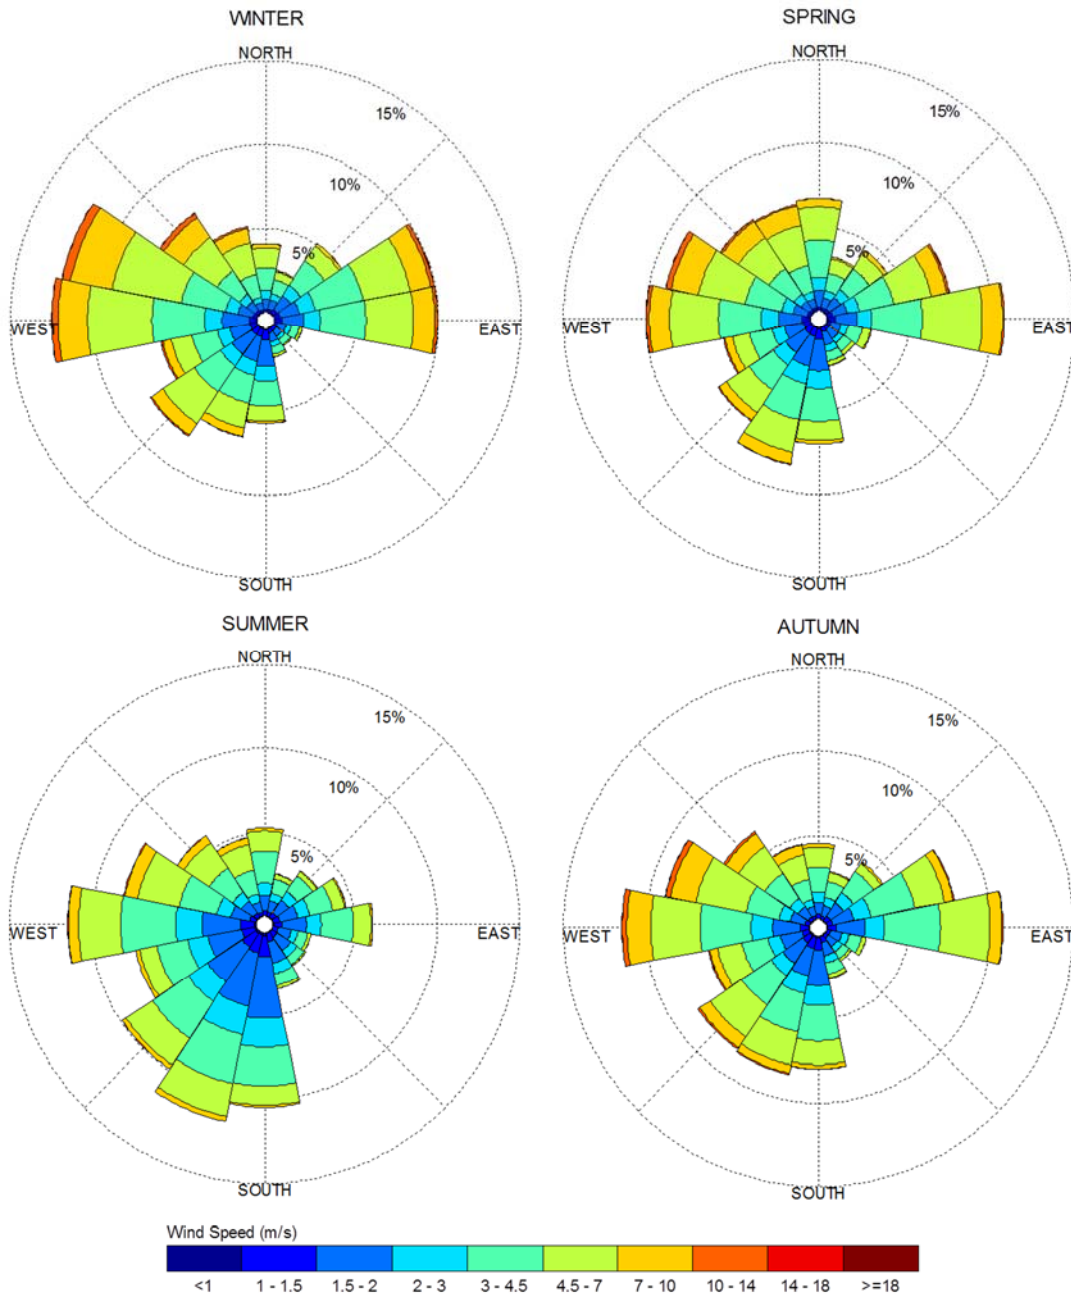 WINTER
NORTH
15%
10%
5%
WEST
EAST
SOUTH
SPRING
NORTH
15%
10%
5%
WEST
EAST
SOUTH
SUMMER
NORTH
15%
10%
5%
WEST
EAST
SOUTH
AUTUMN
NORTH
15%
10%
5%
WEST
EAST
SOUTH
Wind Speed (m/s)
<1 1 - 1.5 1.5 - 2 2 - 3 3 - 4.5 4.5 - 7 7 - 10 10 - 14 14 - 18 >=18